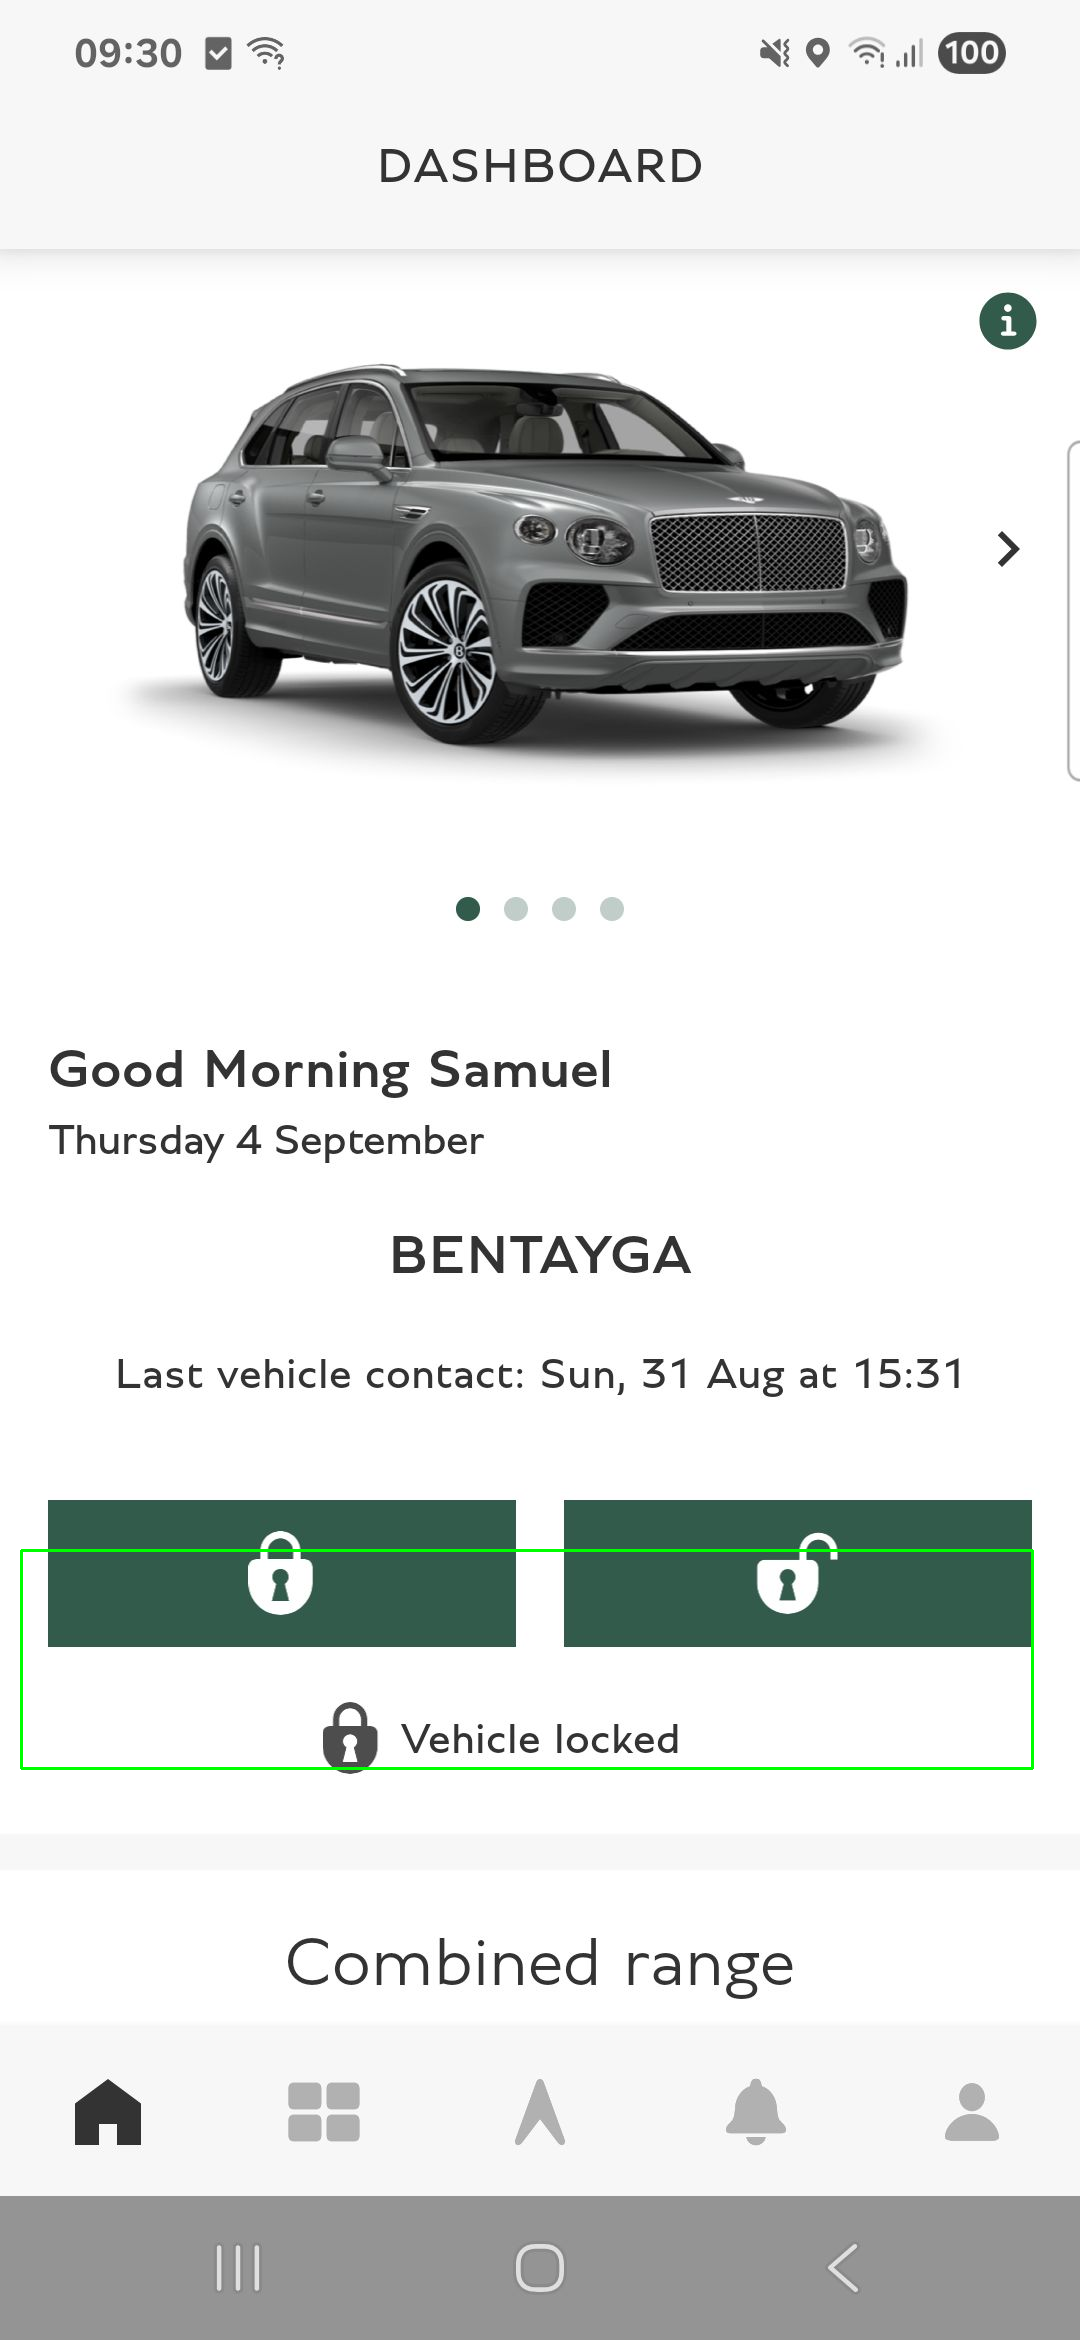 09:30
100
DASHBOARD
Good Morning Samuel
Thursday 4 September
BENTAYGA
Last vehicle contact: Sun, 31 Aug at 15:31
Vehicle locked
Combined range